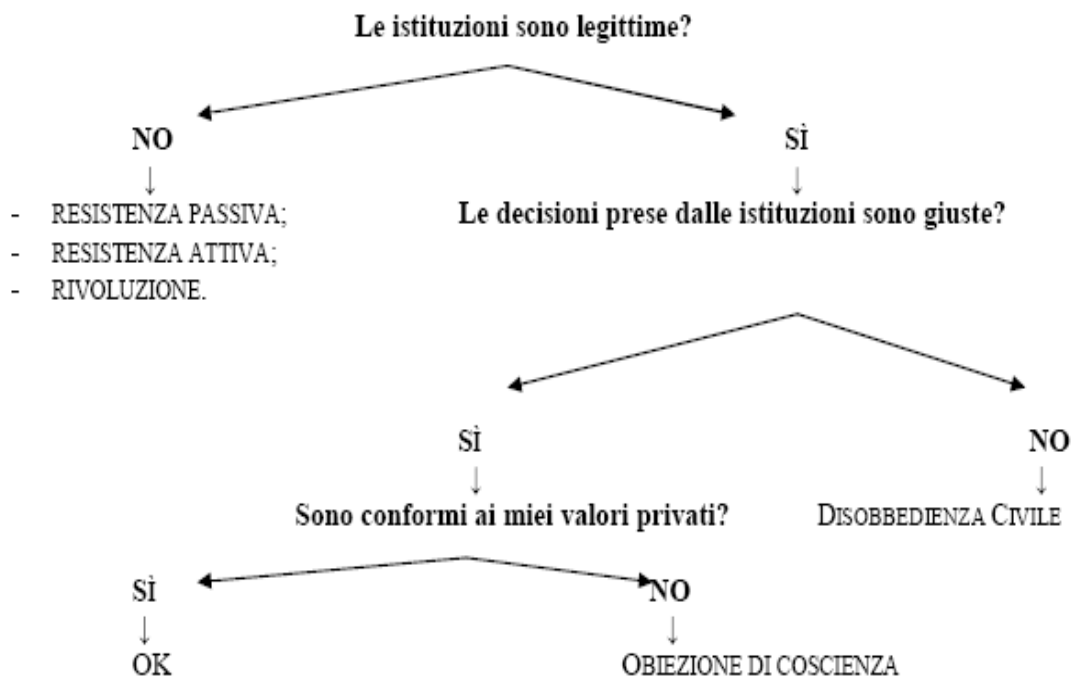 Le istituzioni sono legittime?
NO
SÌ
- RESISTENZA PASSIVA;
- RESISTENZA ATTIVA;
- RIVOLUZIONE.
Le decisioni prese dalle istituzioni sono giuste?
SÌ
NO
Sono conformi ai miei valori privati?
DISOBBEDIENZA CIVILE
SÌ
NO
OK
OBIEZIONE DI COSCIENZA